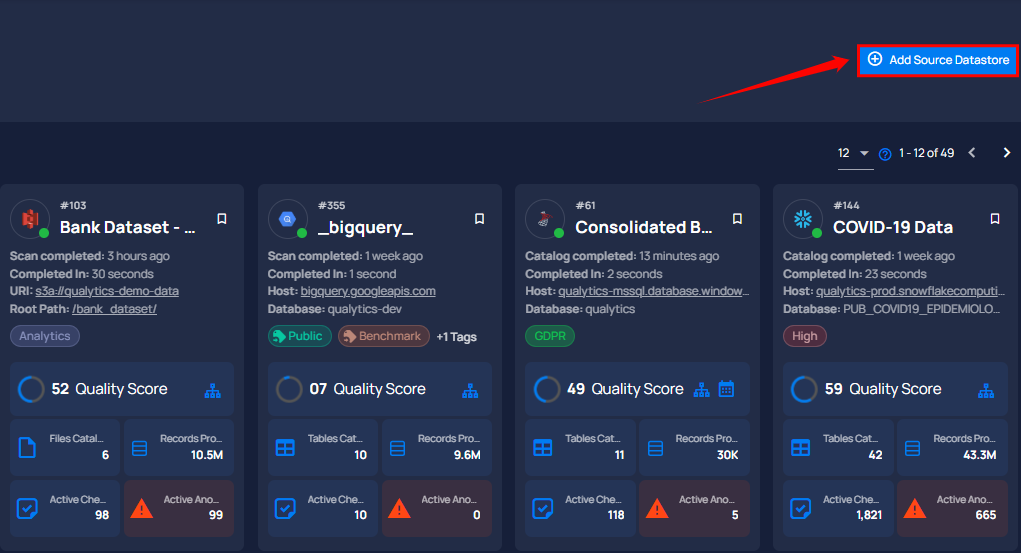 Add Source Datastore
12 1 - 12 of 49
#103
Bank Dataset - ...
Scan completed: 3 hours ago
Completed In: 30 seconds
URI: s3a://qualytics-demo-data
Root Path: /bank_dataset/
Analytics
52 Quality Score
Files Catal...
6
Records Pro...
10.5M
Active Che...
98
Active Ano...
99
#355
_bigquery_
Scan completed: 1 week ago
Completed In: 1 second
Host: bigquery.googleapis.com
Database: qualytics-dev
Public Benchmark +1 Tags
07 Quality Score
Tables Cat...
10
Records Pro...
9.6M
Active Che...
10
Active Ano...
0
#61
Consolidated B...
Catalog completed: 13 minutes ago
Completed In: 2 seconds
Host: qualytics-mssql.database.window...
Database: qualytics
GDPR
49 Quality Score
Tables Cat...
11
Records Pro...
30K
Active Che...
118
Active Ano...
5
#144
COVID-19 Data
Catalog completed: 1 week ago
Completed In: 23 seconds
Host: qualytics-prod.snowflakecomputi...
Database: PUB_COVID19_EPIDEMIOLO...
High
59 Quality Score
Tables Cat...
42
Records Pro...
43.3M
Active Che...
1,821
Active Ano...
665